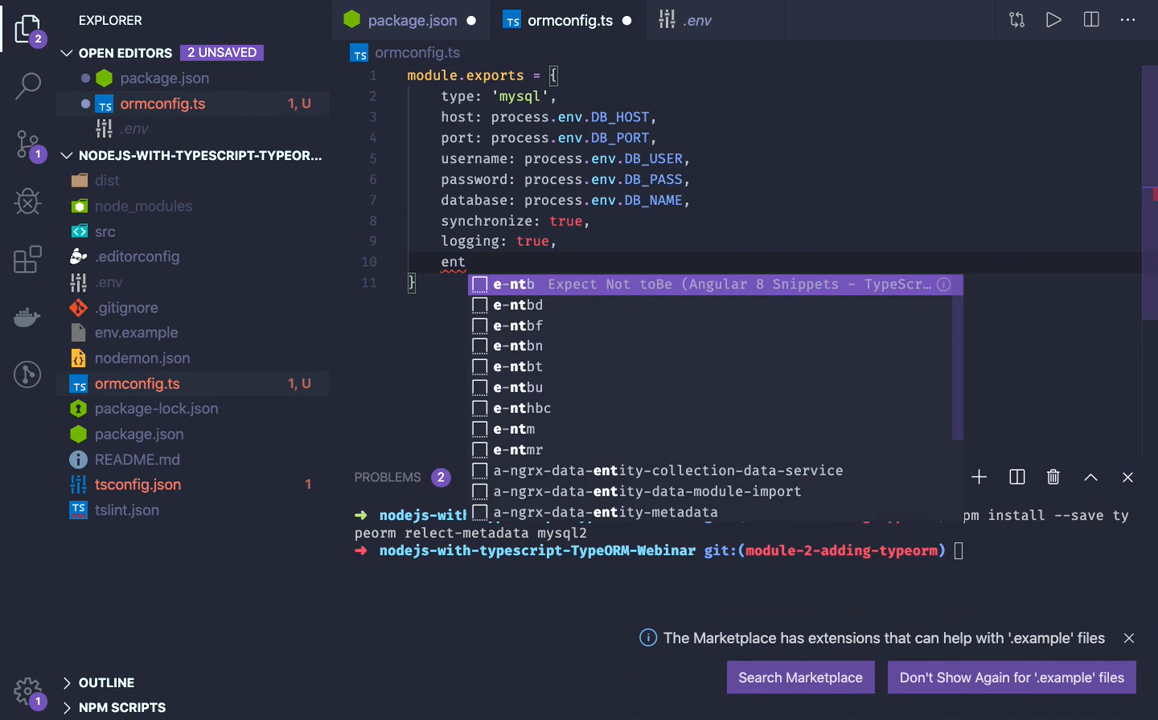 EXPLORER
OPEN EDITORS 2 UNSAVED
package.json
ormconfig.ts 1, U
.env
NODEJS-WITH-TYPESCRIPT-TYPEOR...
dist
node_modules
src
.editorconfig
.env
.gitignore
env.example
nodemon.json
ormconfig.ts 1, U
package-lock.json
package.json
README.md
tsconfig.json 1
tslint.json
OUTLINE
NPM SCRIPTS
2
1
1
package.json
TS ormconfig.ts
.env
TS ormconfig.ts
1 module.exports = {
2 type: 'mysql',
3 host: process.env.DB_HOST,
4 port: process.env.DB_PORT,
5 username: process.env.DB_USER,
6 password: process.env.DB_PASS,
7 database: process.env.DB_NAME,
8 synchronize: true,
9 logging: true,
10 ent
11 }
e-ntb Expect Not toBe (Angular 8 Snippets - TypeScr...
e-ntbd
e-ntbf
e-ntbn
e-ntbt
e-ntbu
e-nthbc
e-ntm
e-ntmr
a-ngrx-data-entity-collection-data-service
a-ngrx-data-entity-data-module-import
a-ngrx-data-entity-metadata
PROBLEMS 2
➜ nodejs-with pm install --save ty
peorm relect-metadata mysql2
➜ nodejs-with-typescript-TypeORM-Webinar git:(module-2-adding-typeorm)
The Marketplace has extensions that can help with '.example' files
Search Marketplace
Don't Show Again for '.example' files